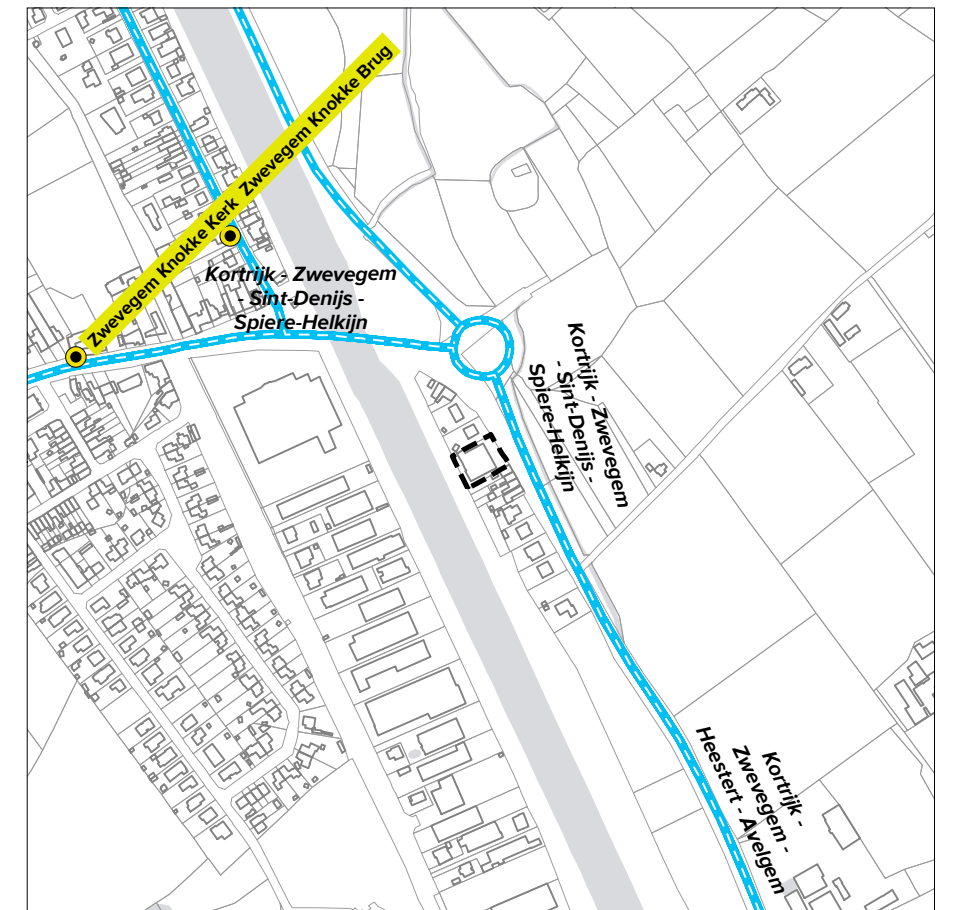 Zwevegem Knokke Kerk Zwevegem Knokke Brug
Kortrijk - Zwevegem
- Sint-Denijs -
Spiere-Helkijn
Kortrijk - Zwevegem
- Sint-Denijs -
Spiere-Helkijn
Kortrijk -
Zwevegem -
Heestert - Avelgem